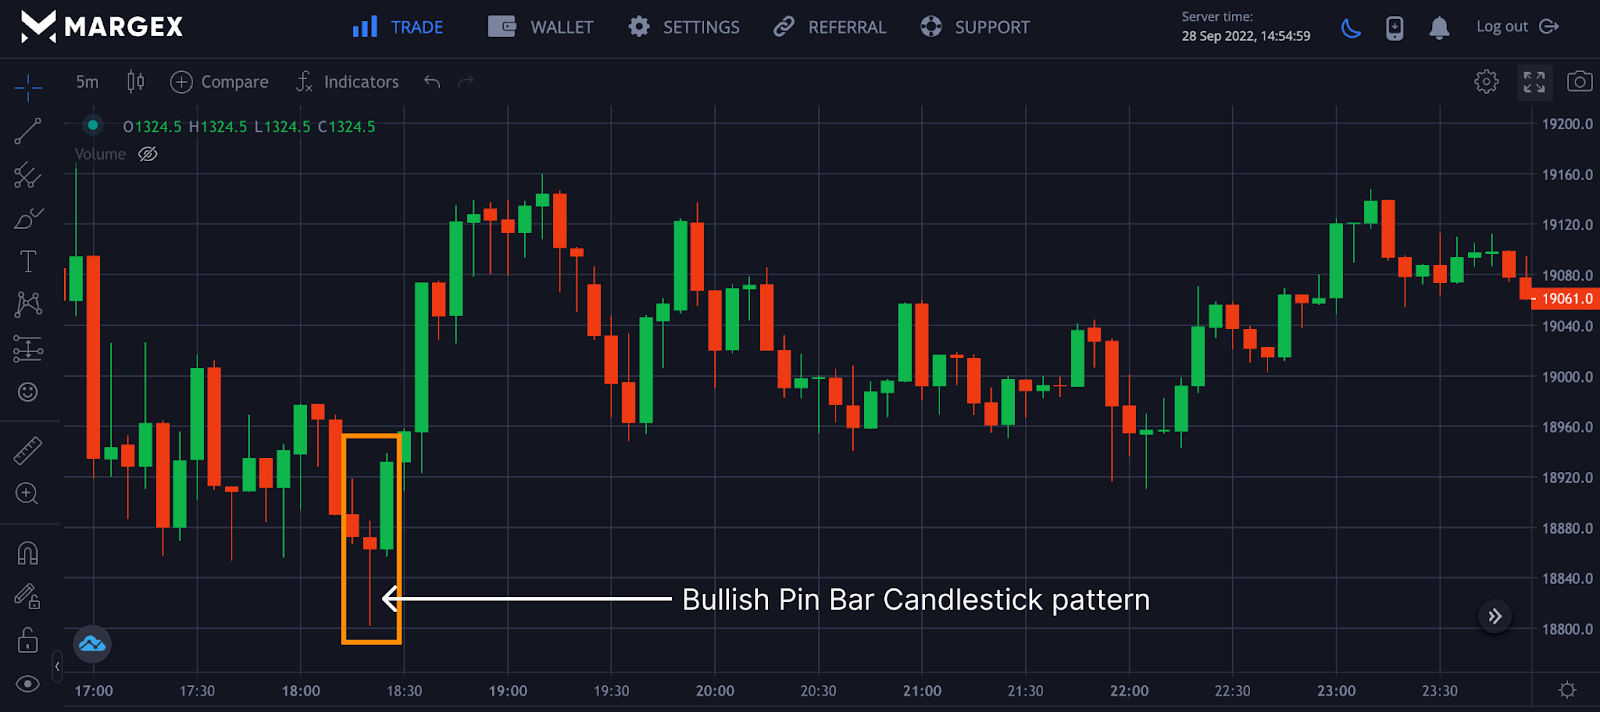 MARGEX
TRADE WALLET SETTINGS REFERRAL SUPPORT
Server time:
28 Sep 2022, 14:54:59
Log out
5m Compare Indicators
O1324.5 H1324.5 L1324.5 C1324.5
Volume
19200.0
19160.0
19120.0
19080.0
19061.0
19040.0
19000.0
18960.0
18920.0
18880.0
18840.0
18800.0
Bullish Pin Bar Candlestick pattern
17:00 17:30 18:00 18:30 19:00 19:30 20:00 20:30 21:00 21:30 22:00 22:30 23:00 23:30